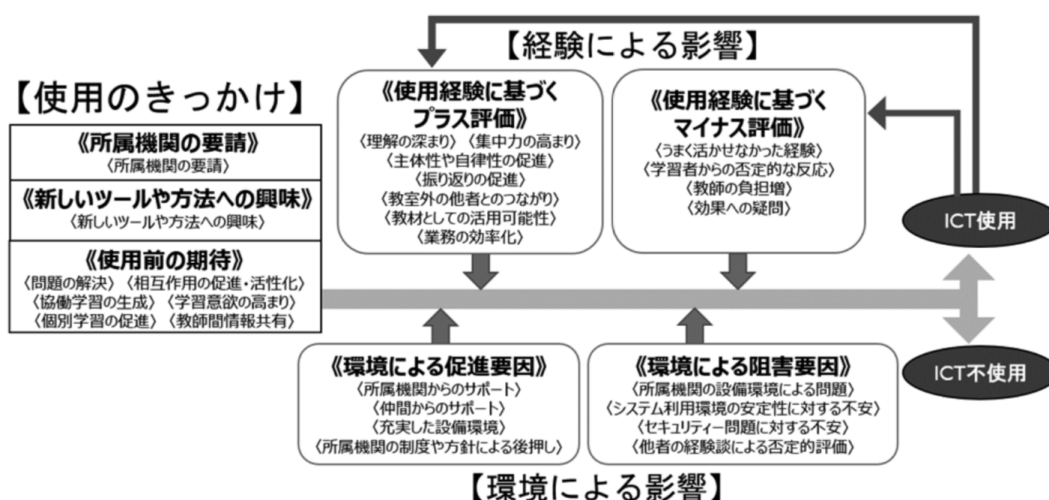 【経験による影響】
【使用のきっかけ】
《所属機関の要請》
〈所属機関の要請〉
《新しいツールや方法への興味》
〈新しいツールや方法への興味〉
《使用前の期待》
〈問題の解決〉〈相互作用の促進・活性化〉
〈協働学習の生成〉〈学習意欲の高まり〉
〈個別学習の促進〉〈教師間情報共有〉
《使用経験に基づく
プラス評価》
〈理解の深まり〉〈集中力の高まり〉
〈主体性や自律性の促進〉
〈振り返りの促進〉
〈教室外の他者とのつながり〉
〈教材としての活用可能性〉
〈業務の効率化〉
《使用経験に基づく
マイナス評価》
〈うまく活かせなかった経験〉
〈学習者からの否定的な反応〉
〈教師の負担増〉
〈効果への疑問〉
ICT使用
ICT不使用
《環境による促進要因》
〈所属機関からのサポート〉
〈仲間からのサポート〉
〈充実した設備環境〉
〈所属機関の制度や方針による後押し〉
《環境による阻害要因》
〈所属機関の設備環境による問題〉
〈システム利用環境の安定性に対する不安〉
〈セキュリティー問題に対する不安〉
〈他者の経験談による否定的評価〉
【環境による影響】